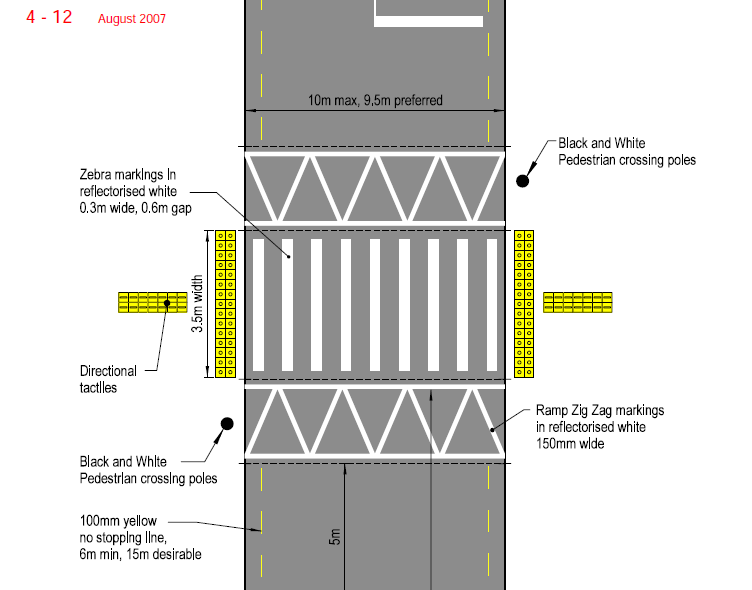 4 - 12 August 2007
10m max, 9,5m preferred
Black and White
Pedestrian crossing poles
Zebra markings in
reflectorised white
0.3m wide, 0.6m gap
3.5m width
Directional
tactiles
Ramp Zig Zag markings
in reflectorised white
150mm wide
Black and White
Pedestrian crossing poles
100mm yellow
no stopping line,
6m min, 15m desirable
5m